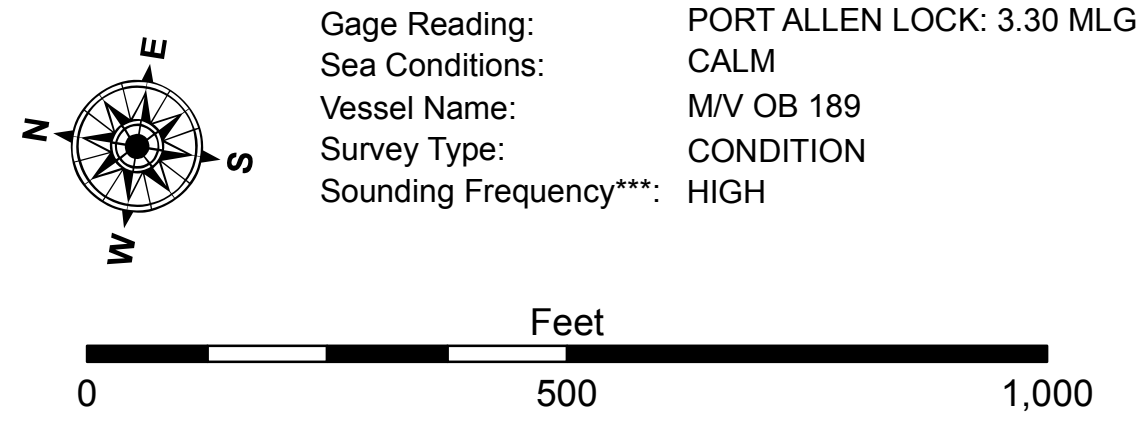 Gage Reading: PORT ALLEN LOCK: 3.30 MLG
Sea Conditions: CALM
Vessel Name: M/V OB 189
Survey Type: CONDITION
Sounding Frequency***: HIGH
E
N
S
W
Feet
0 500 1,000